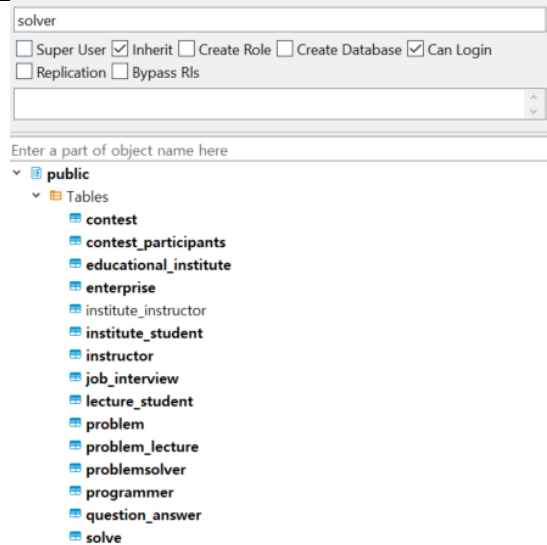 solver
Super User Inherit Create Role Create Database Can Login
Replication Bypass Rls
Enter a part of object name here
public
Tables
contest
contest_participants
educational_institute
enterprise
institute_instructor
institute_student
instructor
job_interview
lecture_student
problem
problem_lecture
problemsolver
programmer
question_answer
solve